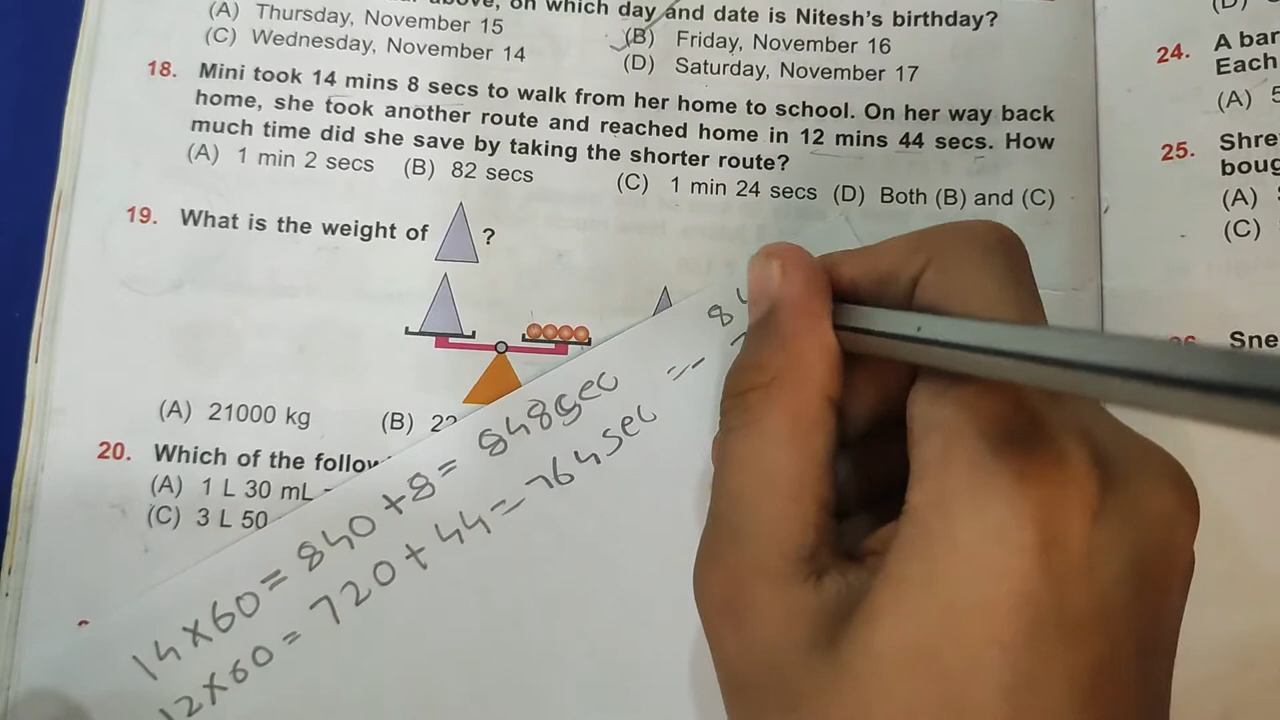 above, on which day and date is Nitesh's birthday?
(A) Thursday, November 15
(B) Friday, November 16
(C) Wednesday, November 14
(D) Saturday, November 17
18. Mini took 14 mins 8 secs to walk from her home to school. On her way back
home, she took another route and reached home in 12 mins 44 secs. How
much time did she save by taking the shorter route?
(A) 1 min 2 secs (B) 82 secs (C) 1 min 24 secs (D) Both (B) and (C)
19. What is the weight of ?
(A) 21000 kg (B)
20. Which of the
(A) 1 L 30 mL
(C) 3 L 50
14×60 = 840 + 8 = 848sec
12×60 = 720 + 44 = 764sec =
24. A bar
Each
(A)
25. Shre
boug
(A)
(C)
Sne